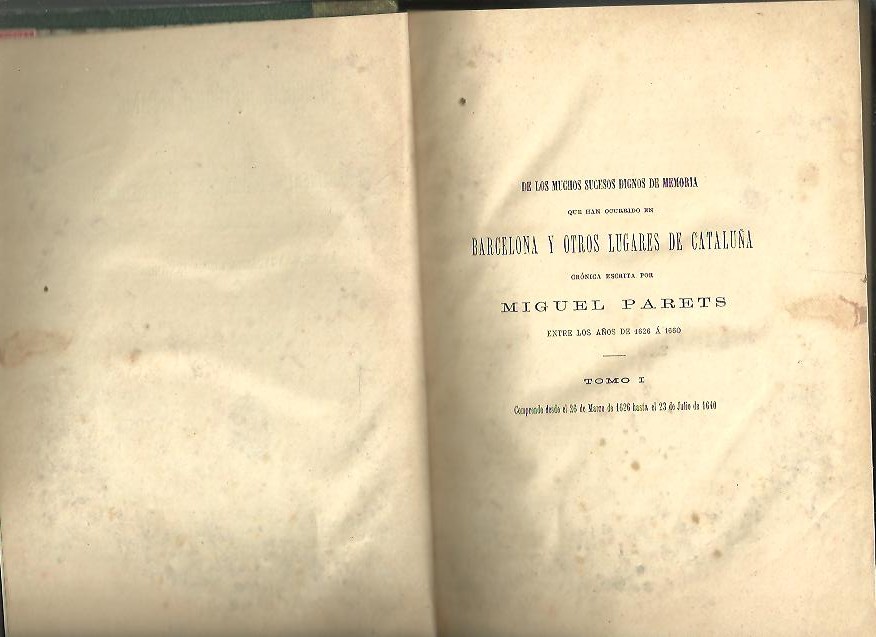 DE LOS MUCHOS SUCESOS DIGNOS DE MEMORIA
QUE HAN OCURRIDO EN
BARCELONA Y OTROS LUGARES DE CATALUÑA
CRÓNICA ESCRITA POR
MIGUEL PARETS
ENTRE LOS AÑOS DE 1626 Á 1660
TOMO I
Comprende desde el 26 de Marzo de 1626 hasta el 23 de Julio de 1640